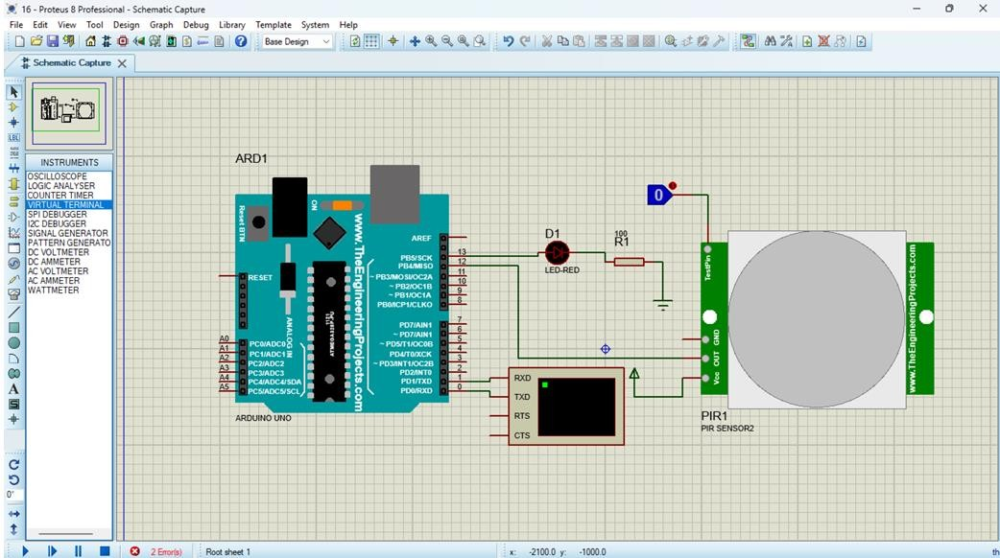 16 - Proteus 8 Professional - Schematic Capture
File Edit View Tool Design Graph Debug Library Template System Help
Base Design
Schematic Capture
INSTRUMENTS
OSCILLOSCOPE
LOGIC ANALYSER
COUNTER TIMER
VIRTUAL TERMINAL
SPI DEBUGGER
I2C DEBUGGER
SIGNAL GENERATOR
PATTERN GENERATO
DC VOLTMETER
DC AMMETER
AC VOLTMETER
AC AMMETER
WATTMETER
LBL
A
S
0°
ARD1
Reset BTN
ON
www.TheEngineeringProjects.com
RESET
ANALOG IN
ATMEGA328P-PU
1121
A0 PC0/ADC0
A1 PC1/ADC1
A2 PC2/ADC2
A3 PC3/ADC3
A4 PC4/ADC4/SDA
A5 PC5/ADC5/SCL
AREF
PB5/SCK 13
PB4/MISO 12
~ PB3/MOSI/OC2A 11
~ PB2/OC1B 10
~ PB1/OC1A 9
PB0/ICP1/CLKO 8
PD7/AIN1 7
~ PD7/AIN1 6
~ PD5/T1/OC0B 5
PD4/T0/XCK 4
~ PD3/INT1/OC2B 3
PD2/INT0 2
PD1/TXD 1
PD0/RXD 0
ARDUINO UNO
D1
LED-RED
100
R1
0
RXD
TXD
RTS
CTS
TestPin
GND
OUT
Vcc
www.TheEngineeringProjects.com
PIR1
PIR SENSOR2
2 Error(s)
Root sheet 1
x: -2100.0 y: -1000.0
th